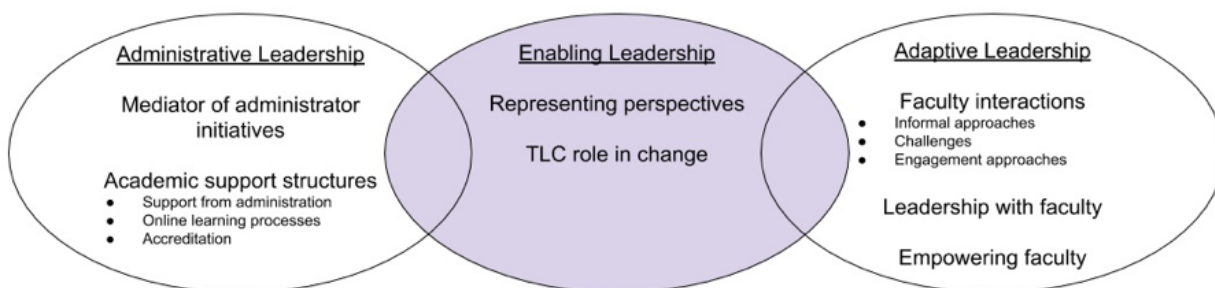 Administrative Leadership
Mediator of administrator
initiatives
Academic support structures
● Support from administration
● Online learning processes
● Accreditation
Enabling Leadership
Representing perspectives
TLC role in change
Adaptive Leadership
Faculty interactions
● Informal approaches
● Challenges
● Engagement approaches
Leadership with faculty
Empowering faculty